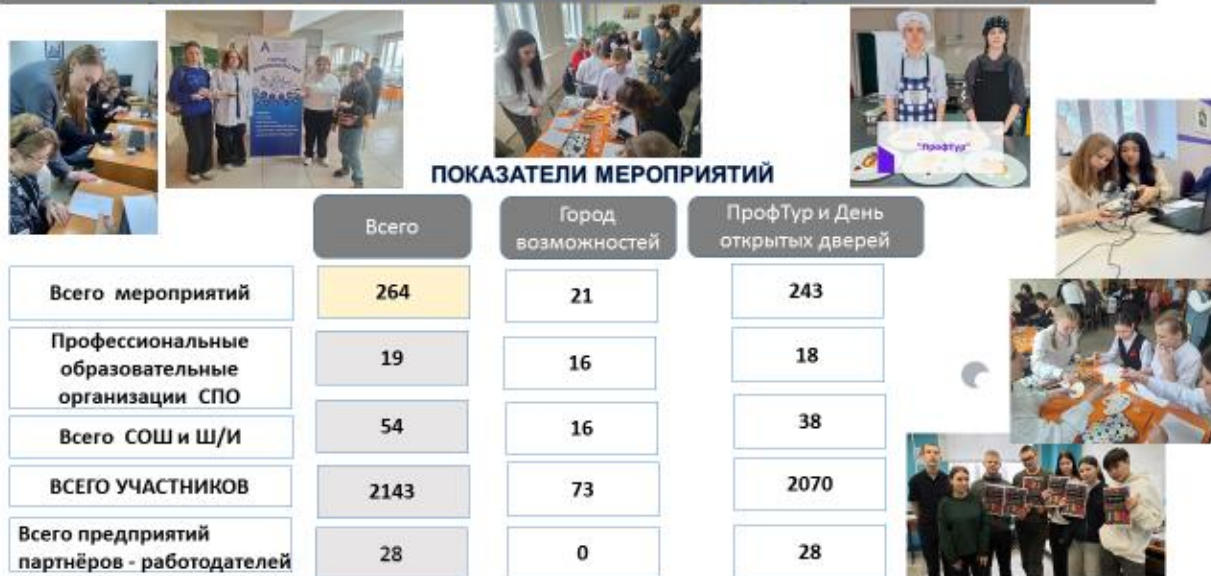 ГОРОД
"ПрофТур"
ПОКАЗАТЕЛИ МЕРОПРИЯТИЙ
Всего
Город
возможностей
ПрофТур и День
открытых дверей
Всего мероприятий
264
21
243
Профессиональные
образовательные
организации СПО
19
16
18
Всего СОШ и Ш/И
54
16
38
ВСЕГО УЧАСТНИКОВ
2143
73
2070
Всего предприятий
партнёров - работодателей
28
0
28